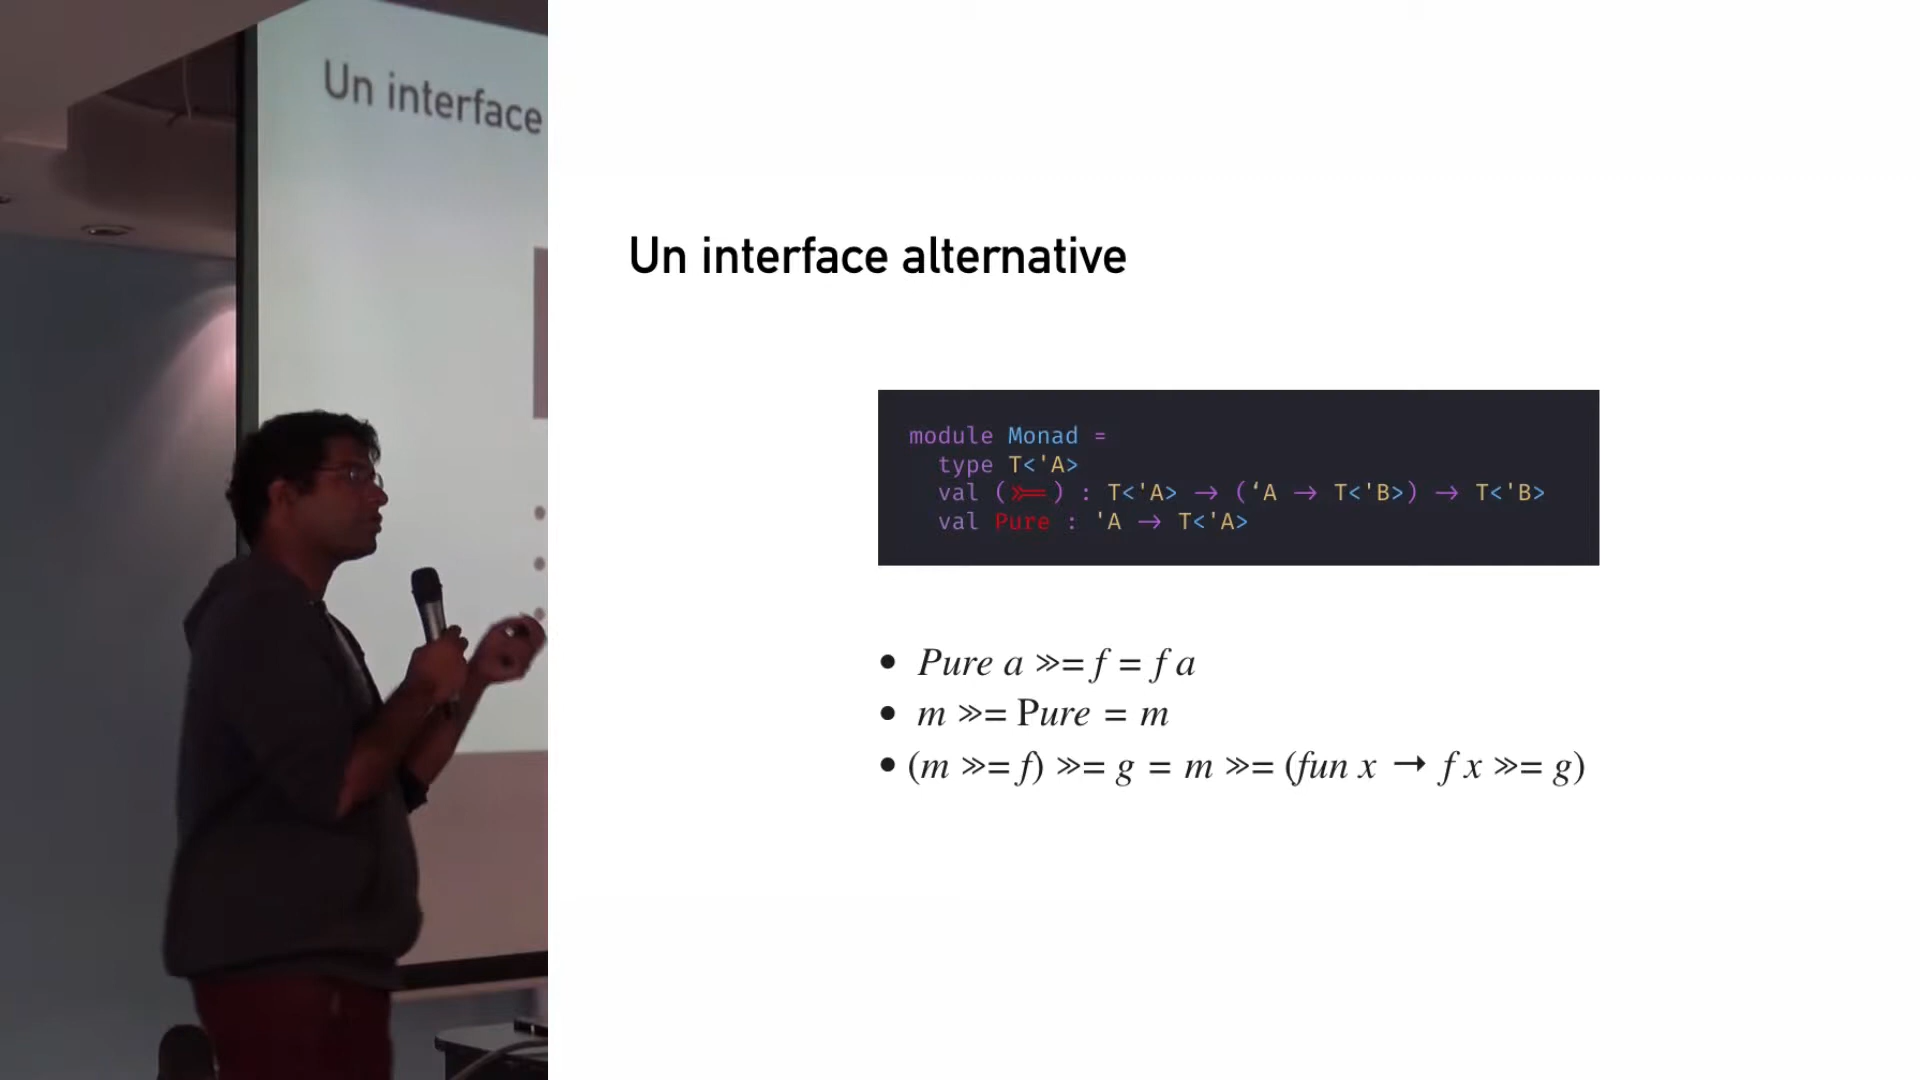 Un interface
Un interface alternative
module Monad =
type T<'A>
val (≫=) : T<'A> → (‘A → T<'B>) → T<'B>
val Pure : 'A → T<'A>
• Pure a ≫= f = f a
• m ≫= Pure = m
• (m ≫= f) ≫= g = m ≫= (fun x → f x ≫= g)